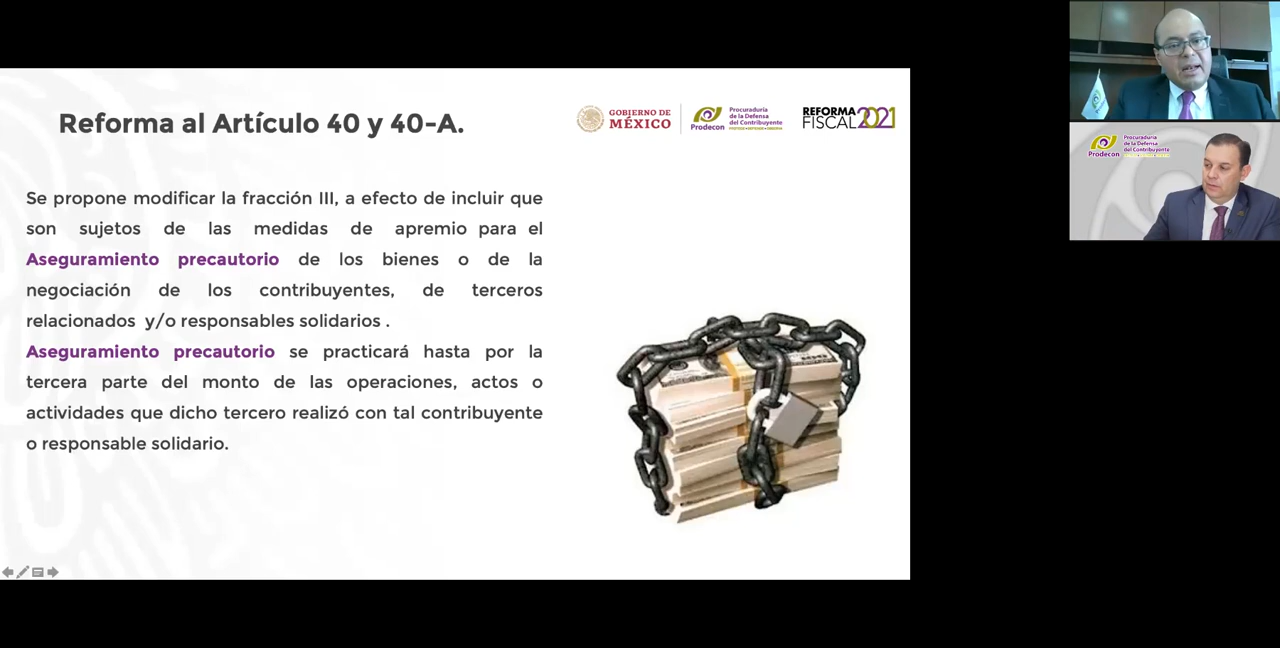 Reforma al Artículo 40 y 40-A.
GOBIERNO DE
MÉXICO
Prodecon
Procuraduría
de la Defensa
del Contribuyente
REFORMA
FISCAL2021
Se propone modificar la fracción III, a efecto de incluir que
son sujetos de las medidas de apremio para el
Aseguramiento precautorio de los bienes o de la
negociación de los contribuyentes, de terceros
relacionados y/o responsables solidarios .
Aseguramiento precautorio se practicará hasta por la
tercera parte del monto de las operaciones, actos o
actividades que dicho tercero realizó con tal contribuyente
o responsable solidario.
Prodecon
Procuraduría
de la Defensa
del Contribuyente